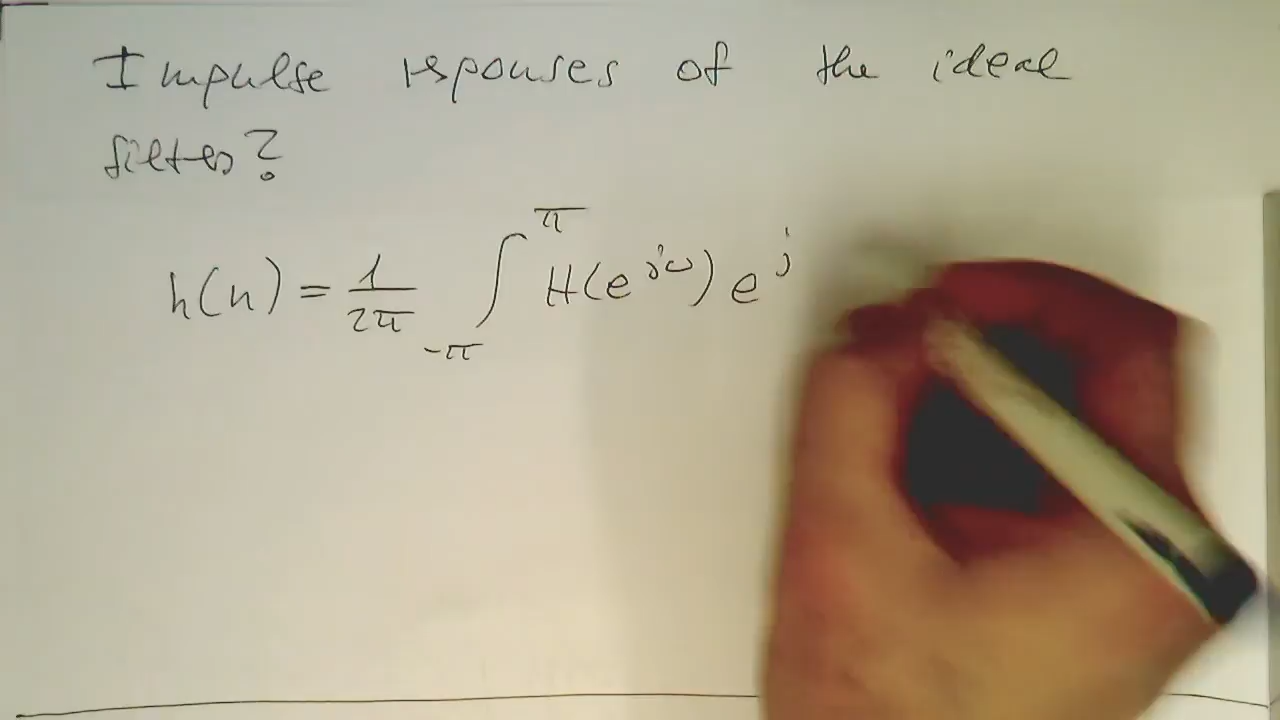 Impulse responses of the ideal
filters?
h(n) = 1/2π ∫_{-π}^{π} H(e^{jω}) e^{j